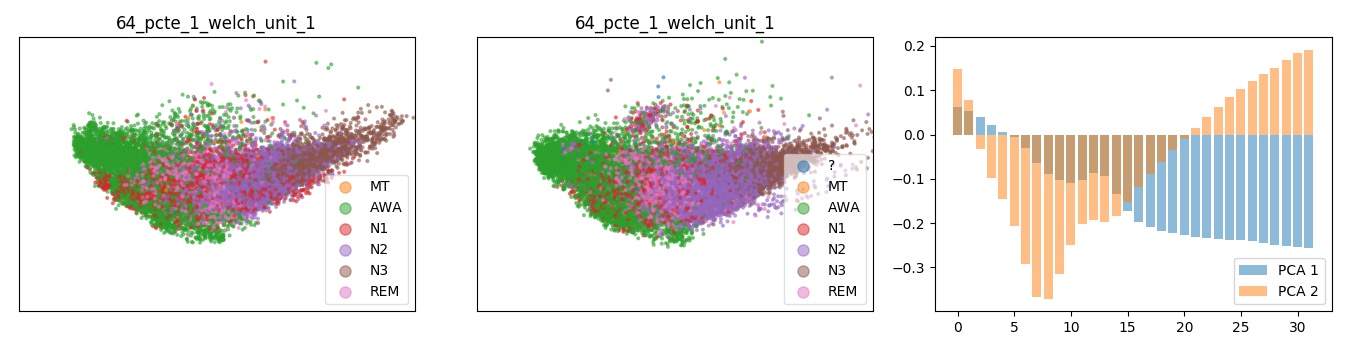 64_pcte_1_welch_unit_1
MT
AWA
N1
N2
N3
REM
64_pcte_1_welch_unit_1
?
MT
AWA
N1
N2
N3
REM
0.2
0.1
0.0
−0.1
−0.2
−0.3
0 5 10 15 20 25 30
PCA 1
PCA 2